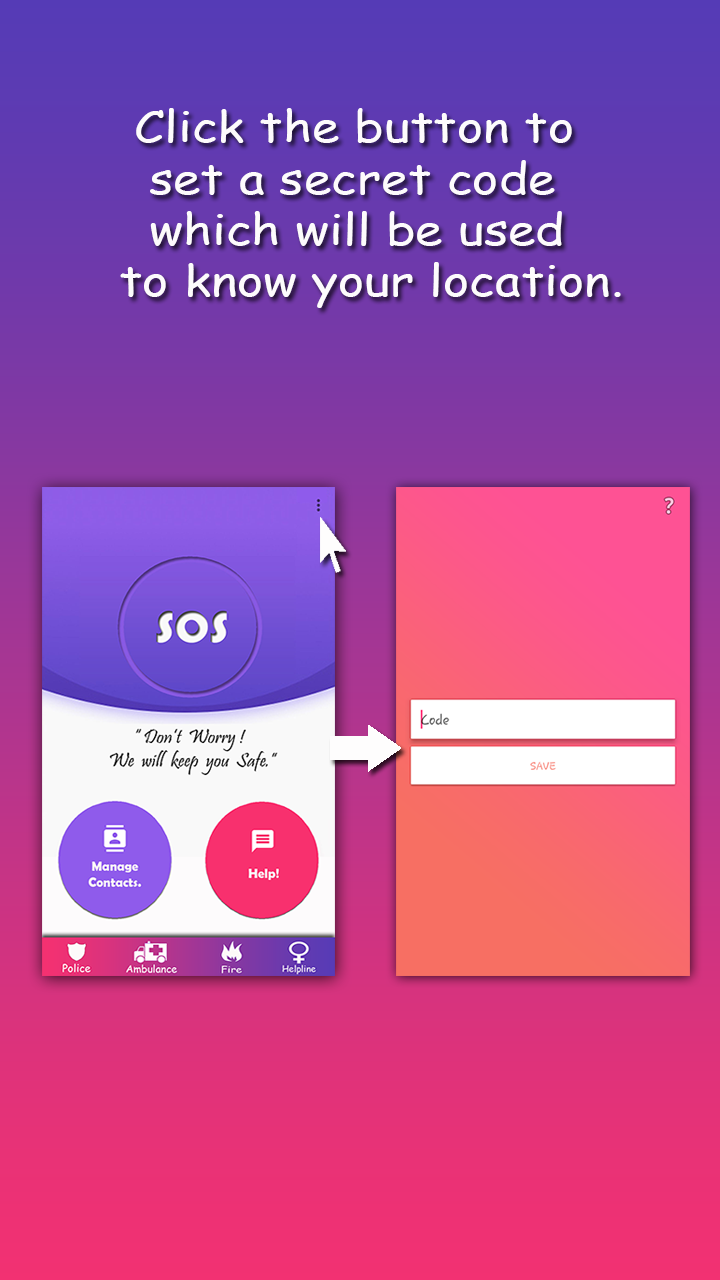 Click the button to
set a secret code
which will be used
to know your location.
SOS
"Don't Worry!
We will keep you Safe."
Manage
Contacts.
Help!
Police
Ambulance
Fire
Helpline
?
Code
SAVE